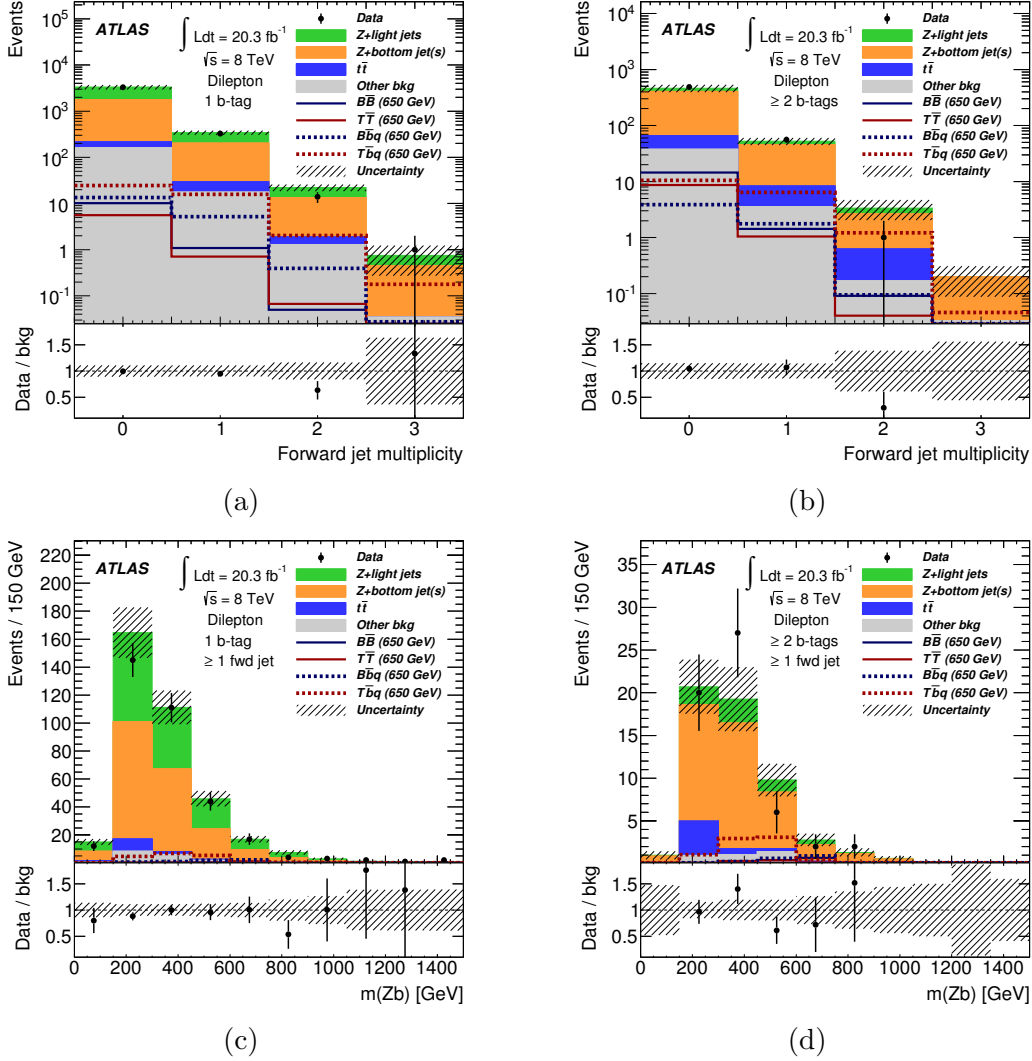 (a)
Events
10⁵
10⁴
10³
10²
10
1
10⁻¹
ATLAS
∫ Ldt = 20.3 fb⁻¹
√s = 8 TeV
Dilepton
1 b-tag
Data
Z+light jets
Z+bottom jet(s)
tt̄
Other bkg
BB̄ (650 GeV)
TT̄ (650 GeV)
Bb̄q (650 GeV)
Tb̄q (650 GeV)
Uncertainty
Data / bkg
1.5
1
0.5
0 1 2 3
Forward jet multiplicity
(b)
Events
10⁴
10³
10²
10
1
10⁻¹
ATLAS
∫ Ldt = 20.3 fb⁻¹
√s = 8 TeV
Dilepton
≥ 2 b-tags
Data
Z+light jets
Z+bottom jet(s)
tt̄
Other bkg
BB̄ (650 GeV)
TT̄ (650 GeV)
Bb̄q (650 GeV)
Tb̄q (650 GeV)
Uncertainty
Data / bkg
1.5
1
0.5
0 1 2 3
Forward jet multiplicity
(c)
Events / 150 GeV
220
200
180
160
140
120
100
80
60
40
20
0
ATLAS
∫ Ldt = 20.3 fb⁻¹
√s = 8 TeV
Dilepton
1 b-tag
≥ 1 fwd jet
Data
Z+light jets
Z+bottom jet(s)
tt̄
Other bkg
BB̄ (650 GeV)
TT̄ (650 GeV)
Bb̄q (650 GeV)
Tb̄q (650 GeV)
Uncertainty
Data / bkg
1.5
1
0.5
0 200 400 600 800 1000 1200 1400
m(Zb) [GeV]
(d)
Events / 150 GeV
35
30
25
20
15
10
5
ATLAS
∫ Ldt = 20.3 fb⁻¹
√s = 8 TeV
Dilepton
≥ 2 b-tags
≥ 1 fwd jet
Data
Z+light jets
Z+bottom jet(s)
tt̄
Other bkg
BB̄ (650 GeV)
TT̄ (650 GeV)
Bb̄q (650 GeV)
Tb̄q (650 GeV)
Uncertainty
Data / bkg
1.5
1
0.5
0 200 400 600 800 1000 1200 1400
m(Zb) [GeV]